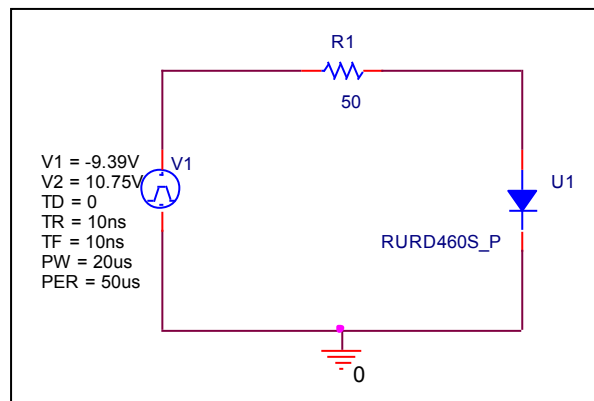 R1
50
V1 = -9.39V
V2 = 10.75V
TD = 0
TR = 10ns
TF = 10ns
PW = 20us
PER = 50us
V1
U1
RURD460S_P
0